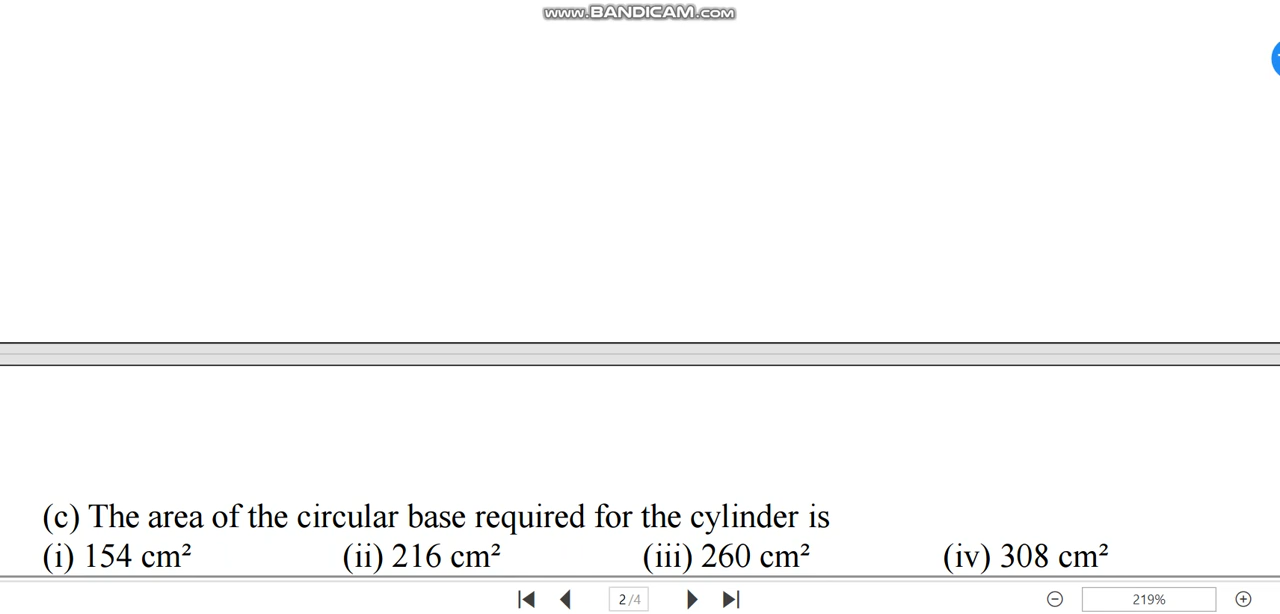 www.BANDICAM.com
(c) The area of the circular base required for the cylinder is
(i) 154 cm² (ii) 216 cm² (iii) 260 cm² (iv) 308 cm²
2 /4 219%